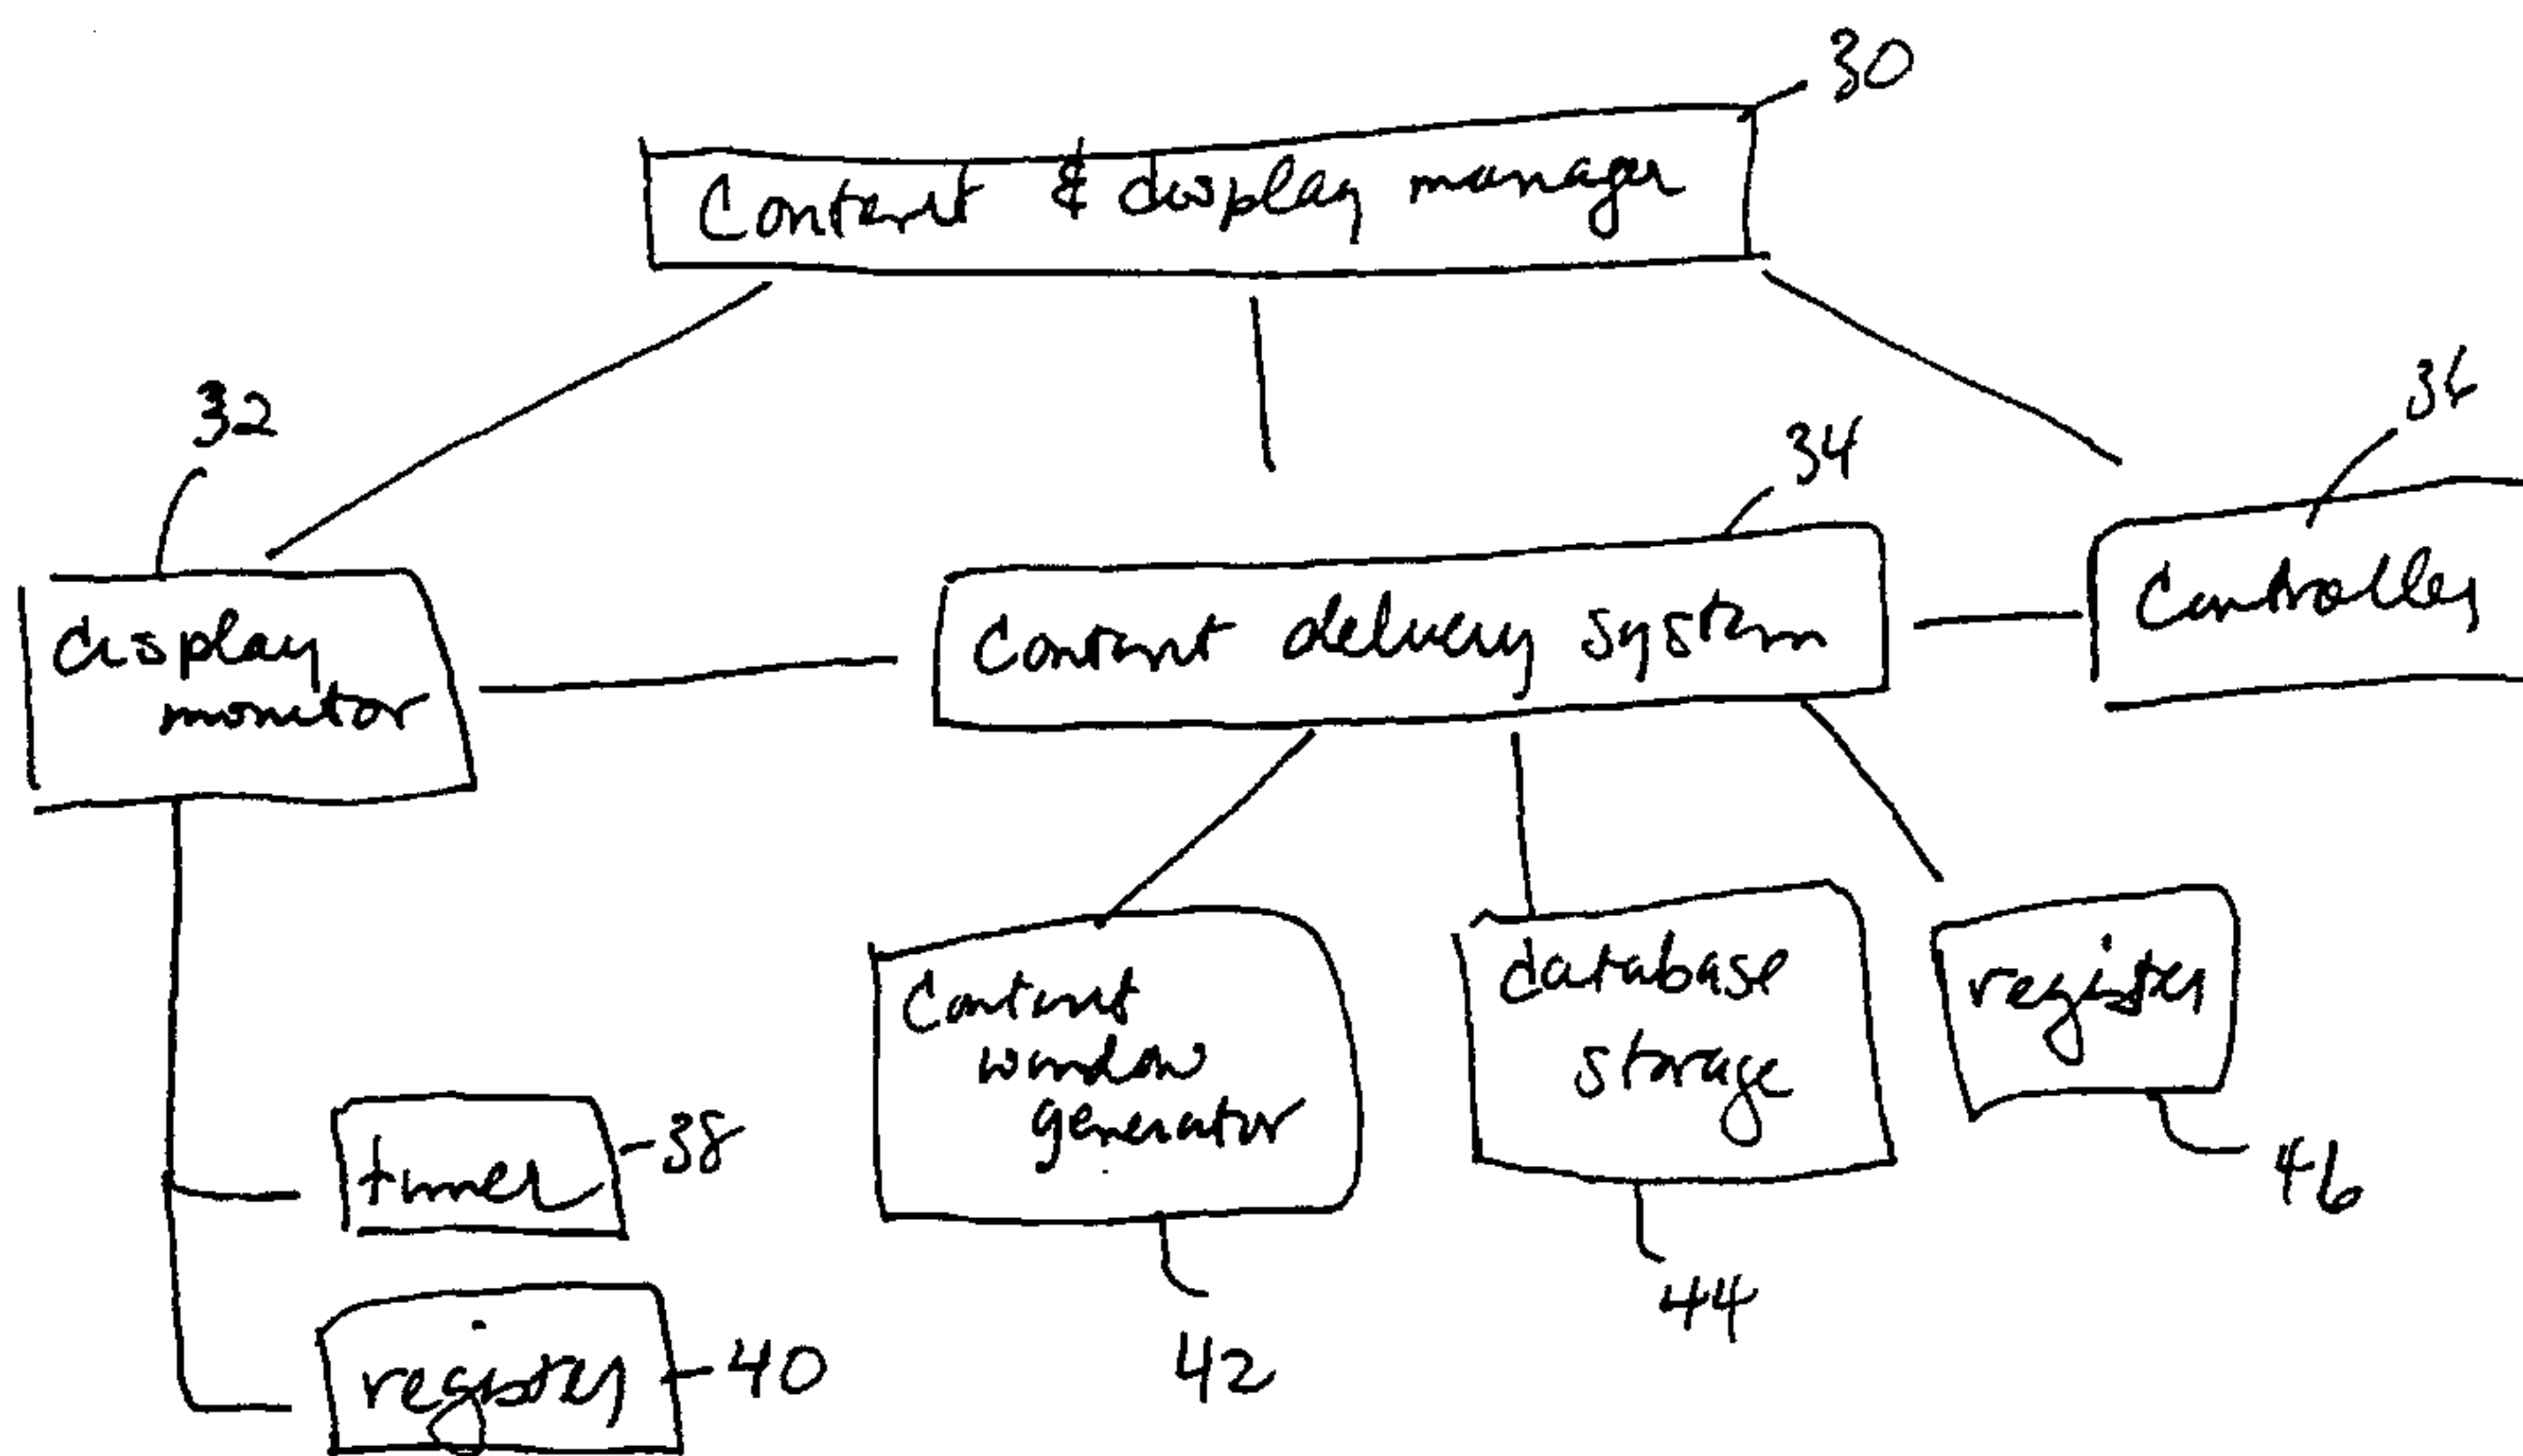 30
Content & display manager
32
34
36
display
monitor
Content delivery system
Controller
Content
window
generator
database
storage
register
timer
38
46
44
register
40
42